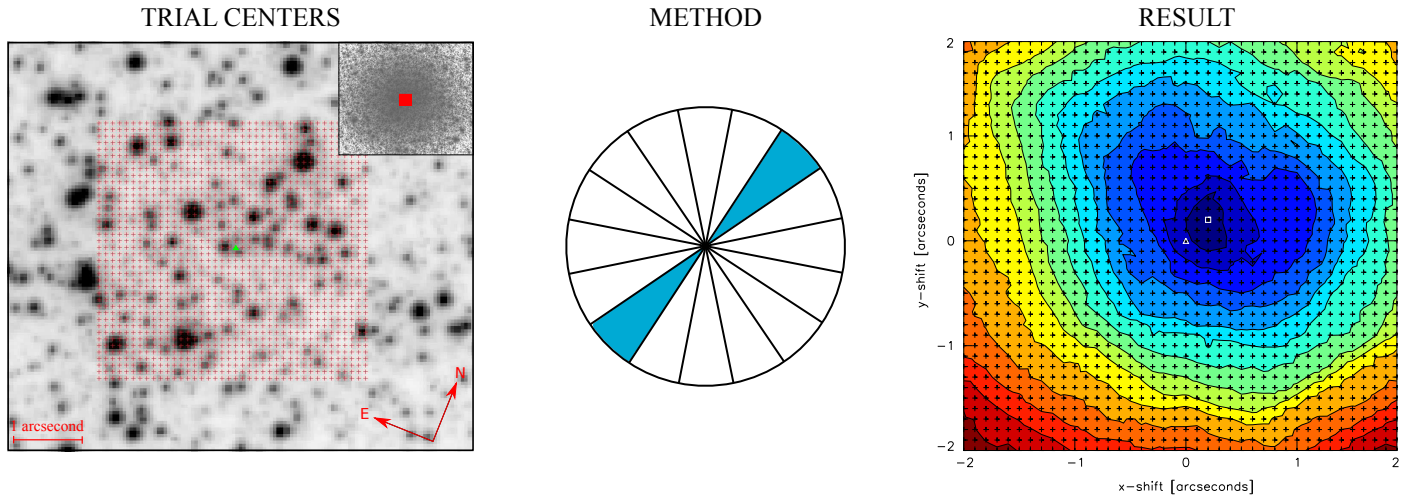 TRIAL CENTERS
METHOD
RESULT
N
E
1 arcsecond
2
1
0
−1
−2
y-shift [arcseconds]
−2
−1
0
1
2
x-shift [arcseconds]